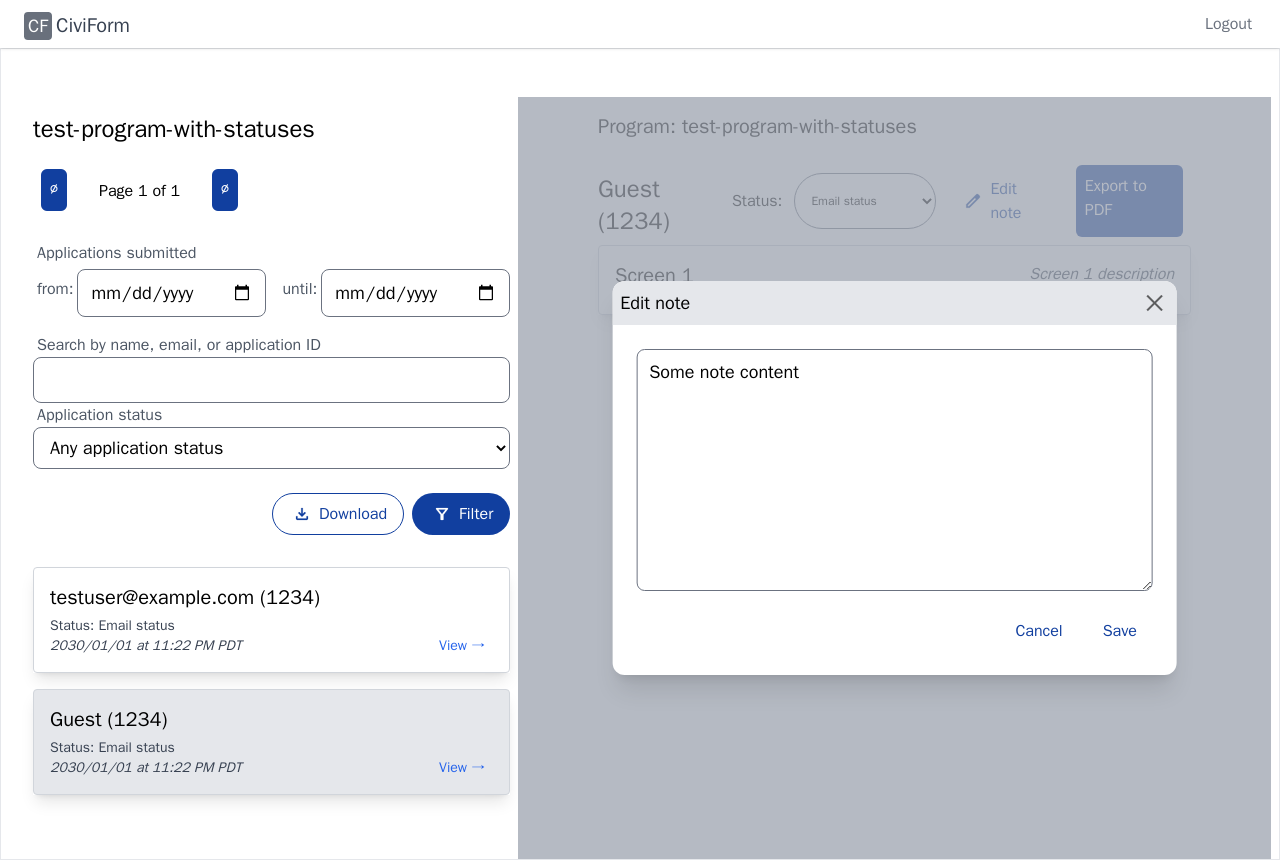 CF CiviForm
Logout
test-program-with-statuses
Page 1 of 1
Applications submitted
from: mm/dd/yyyy until: mm/dd/yyyy
Search by name, email, or application ID
Application status
Any application status
Download Filter
testuser@example.com (1234)
Status: Email status
2030/01/01 at 11:22 PM PDT View →
Guest (1234)
Status: Email status
2030/01/01 at 11:22 PM PDT View →
Program: test-program-with-statuses
Guest
(1234)
Status: Email status
Edit
note
Export to
PDF
Screen 1 Screen 1 description
Edit note
Some note content
Cancel Save